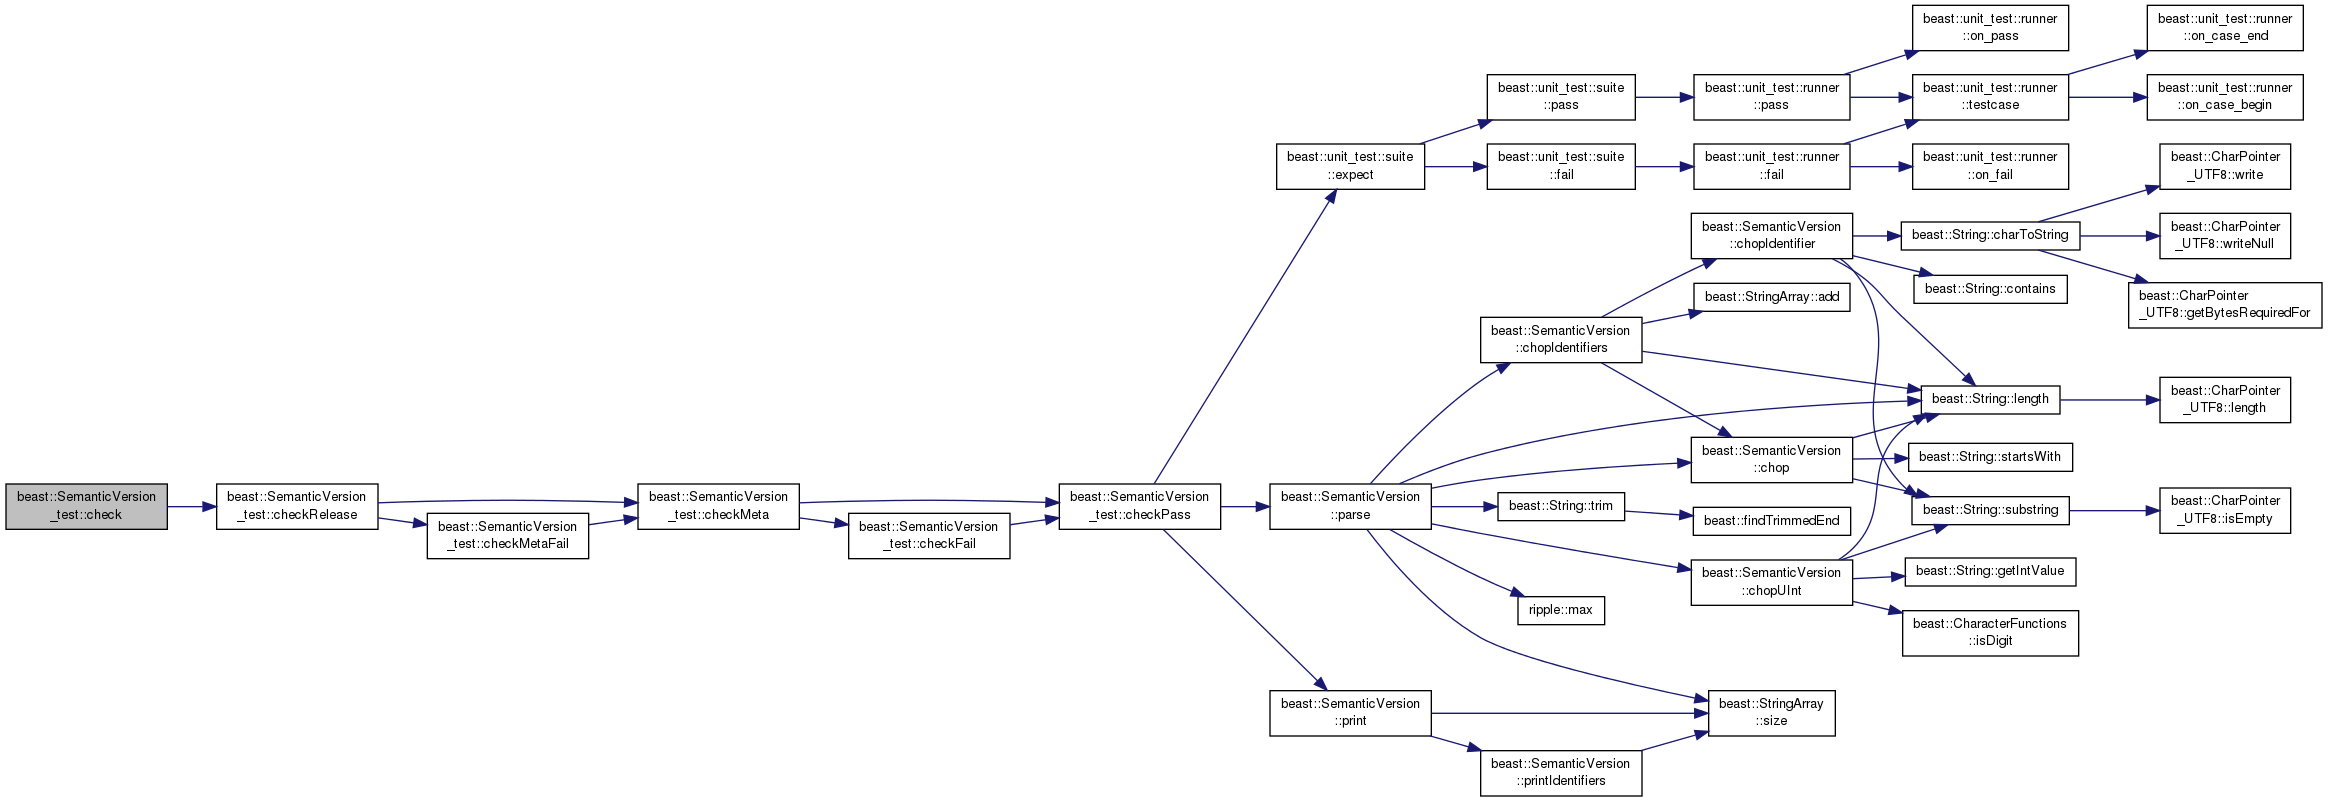 beast::SemanticVersion
_test::check
beast::SemanticVersion
_test::checkRelease
beast::SemanticVersion
_test::checkMetaFail
beast::SemanticVersion
_test::checkMeta
beast::SemanticVersion
_test::checkFail
beast::SemanticVersion
_test::checkPass
beast::unit_test::suite
::expect
beast::SemanticVersion
::parse
beast::SemanticVersion
::print
beast::unit_test::suite
::pass
beast::unit_test::suite
::fail
beast::SemanticVersion
::chopIdentifiers
beast::String::trim
ripple::max
beast::SemanticVersion
::printIdentifiers
beast::unit_test::runner
::pass
beast::unit_test::runner
::fail
beast::SemanticVersion
::chopIdentifier
beast::StringArray::add
beast::SemanticVersion
::chop
beast::findTrimmedEnd
beast::SemanticVersion
::chopUInt
beast::StringArray
::size
beast::unit_test::runner
::on_pass
beast::unit_test::runner
::testcase
beast::unit_test::runner
::on_fail
beast::String::charToString
beast::String::contains
beast::String::length
beast::String::startsWith
beast::String::substring
beast::String::getIntValue
beast::CharacterFunctions
::isDigit
beast::unit_test::runner
::on_case_end
beast::unit_test::runner
::on_case_begin
beast::CharPointer
_UTF8::write
beast::CharPointer
_UTF8::writeNull
beast::CharPointer
_UTF8::getBytesRequiredFor
beast::CharPointer
_UTF8::length
beast::CharPointer
_UTF8::isEmpty